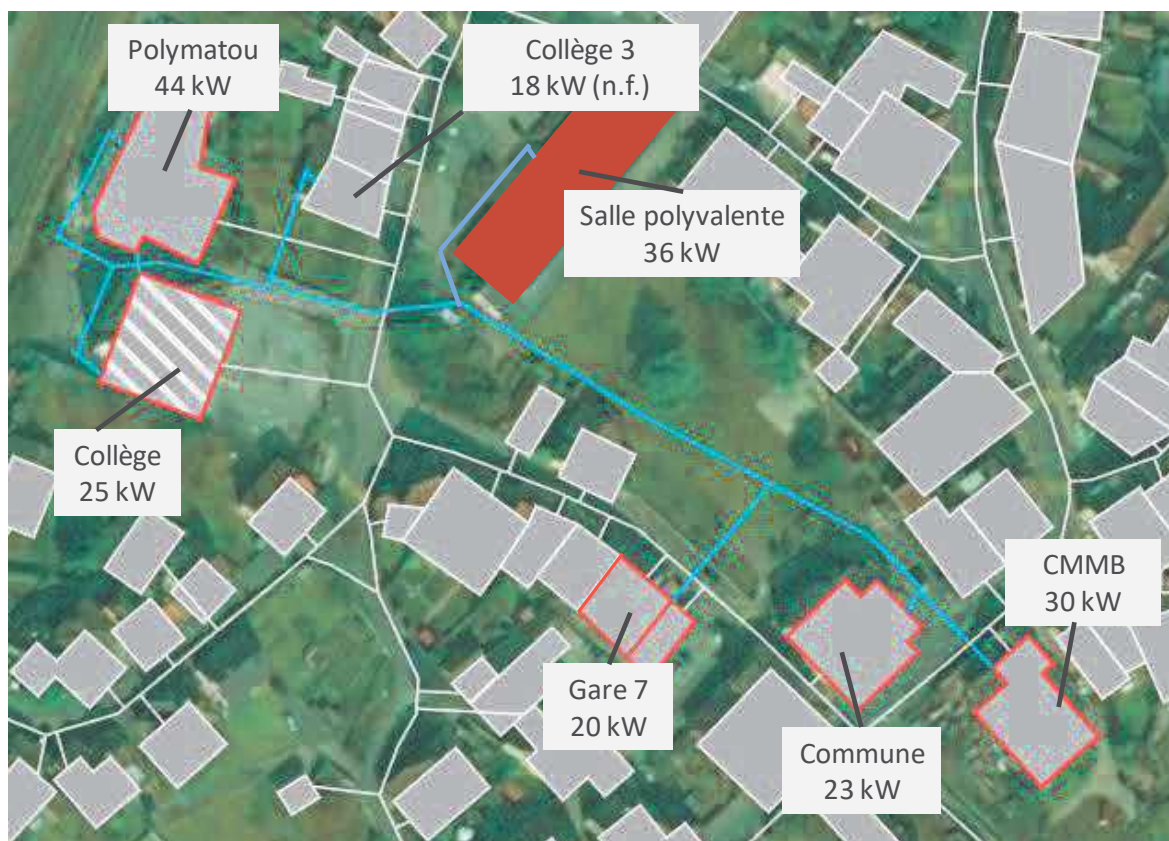 Polymatou
44 kW
Collège 3
18 kW (n.f.)
Salle polyvalente
36 kW
Collège
25 kW
CMMB
30 kW
Gare 7
20 kW
Commune
23 kW